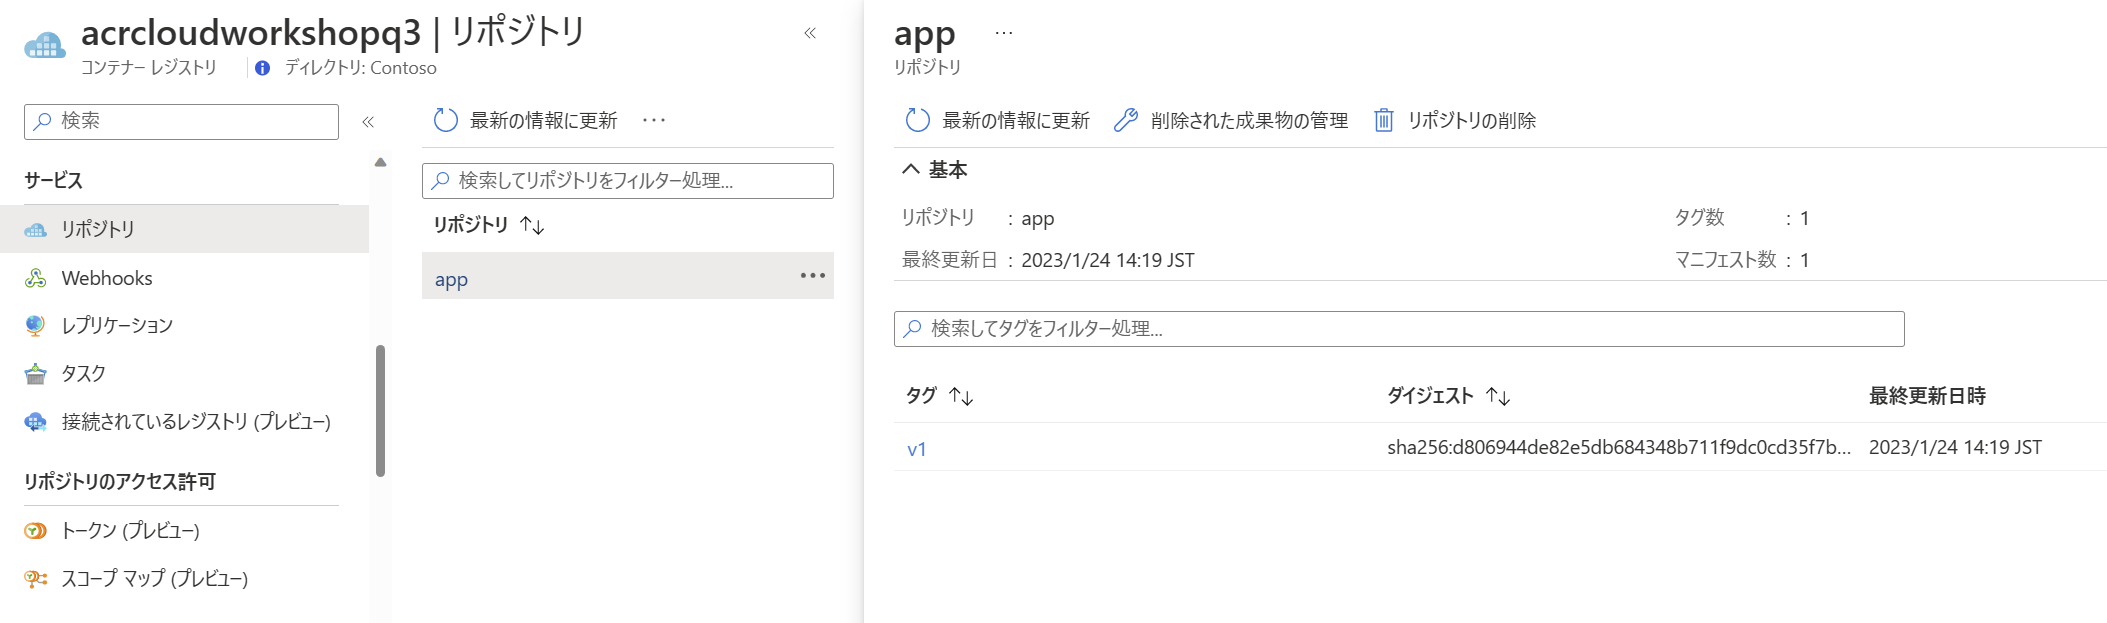 acrcloudworkshopq3 | リポジトリ
コンテナー レジストリ
ディレクトリ: Contoso
検索
サービス
リポジトリ
Webhooks
レプリケーション
タスク
接続されているレジストリ (プレビュー)
リポジトリのアクセス許可
トークン (プレビュー)
スコープ マップ (プレビュー)
最新の情報に更新
検索してリポジトリをフィルター処理...
リポジトリ ↑↓
app
app
リポジトリ
最新の情報に更新 削除された成果物の管理 リポジトリの削除
基本
リポジトリ : app
タグ数 : 1
最終更新日 : 2023/1/24 14:19 JST
マニフェスト数 : 1
検索してタグをフィルター処理...
タグ ↑↓ ダイジェスト ↑↓ 最終更新日時
v1 sha256:d806944de82e5db684348b711f9dc0cd35f7b... 2023/1/24 14:19 JST